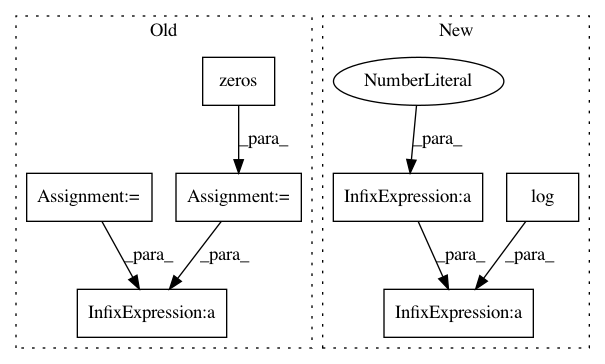 Old
New
zeros
NumberLiteral
_para_
_para_
Assignment:=
Assignment:=
InfixExpression:a
log
_para_
_para_
_para_
_para_
InfixExpression:a
InfixExpression:a